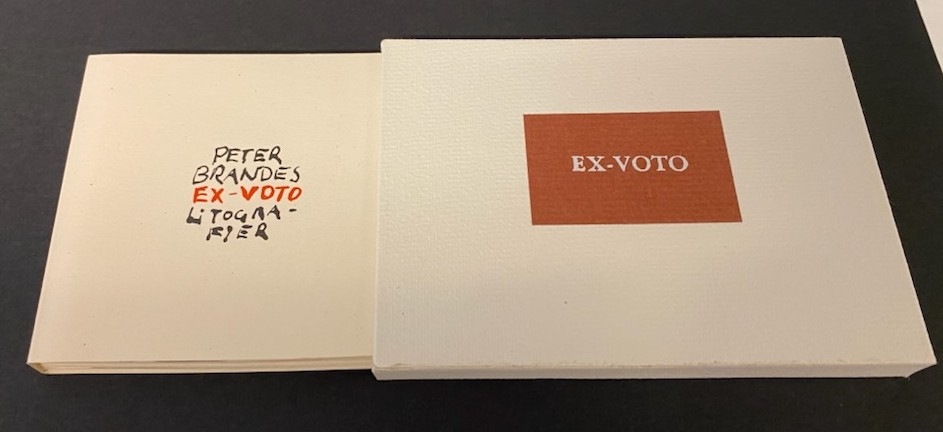 PETER
BRANDES
EX-VOTO
LITOGRA-
FIER
EX-VOTO